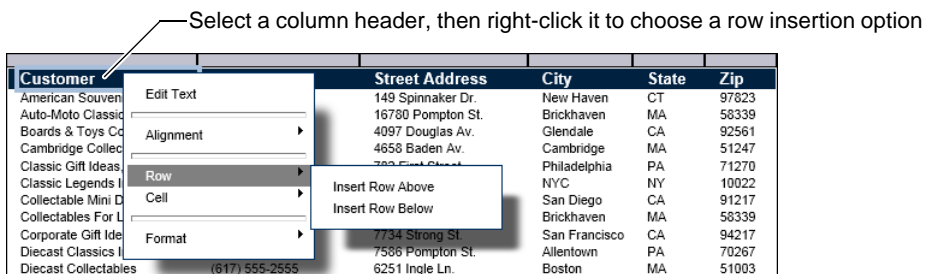 Select a column header, then right-click it to choose a row insertion option
Customer Street Address City State Zip
American Souven 149 Spinnaker Dr. New Haven CT 97823
Edit Text
Auto-Moto Classic 16780 Pompton St. Brickhaven MA 58339
Boards & Toys Co 4097 Douglas Av. Glendale CA 92561
Alignment
Cambridge Collec 4658 Baden Av. Cambridge MA 51247
Classic Gift Ideas, 782 First Street Philadelphia PA 71270
Row
Classic Legends I NYC NY 10022
Insert Row Above
Collectable Mini D San Diego CA 91217
Cell
Insert Row Below
Collectables For L Brickhaven MA 58339
Corporate Gift Ide 7734 Strong St. San Francisco CA 94217
Format
Diecast Classics I 7586 Pompton St. Allentown PA 70267
Diecast Collectables (617) 555-2555 6251 Ingle Ln. Boston MA 51003